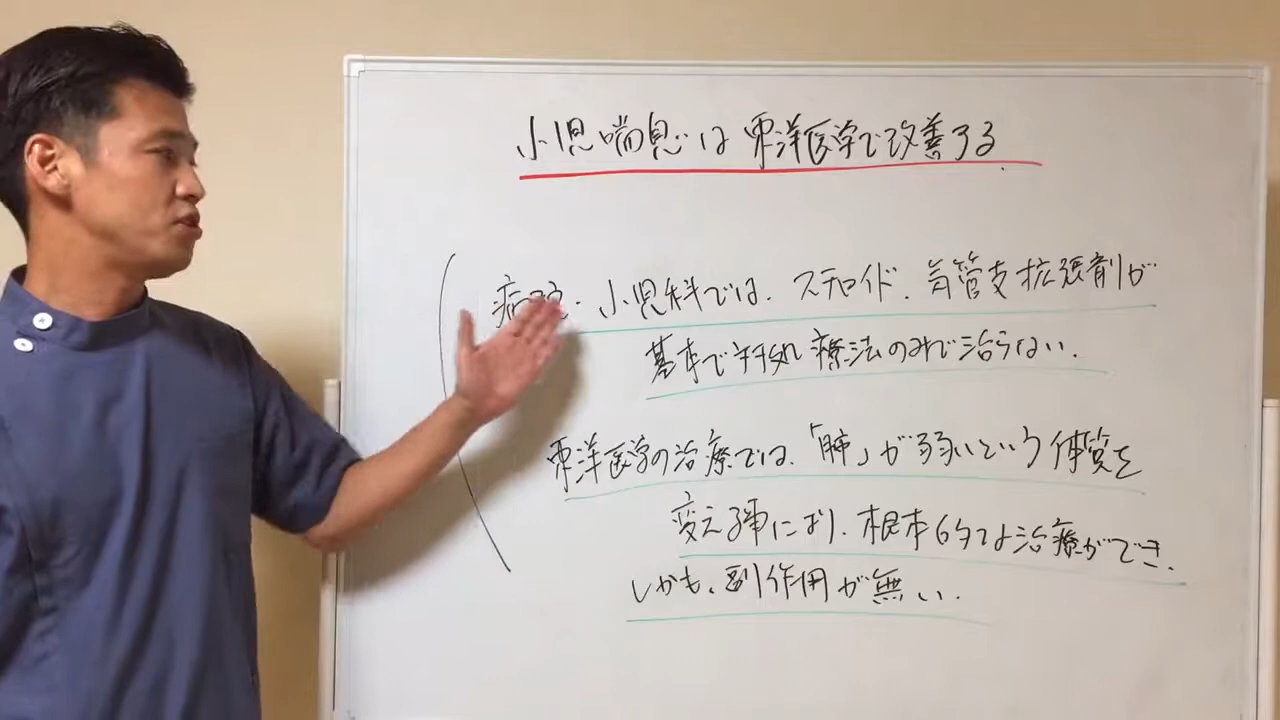 小児喘息は東洋医学で改善する
病院・小児科では、ステロイド、気管支拡張剤が
基本で対処療法のみで治らない。
東洋医学の治療では、「肺」が弱いという体質を
変える事により、根本的な治療ができ、
しかも、副作用が無い。